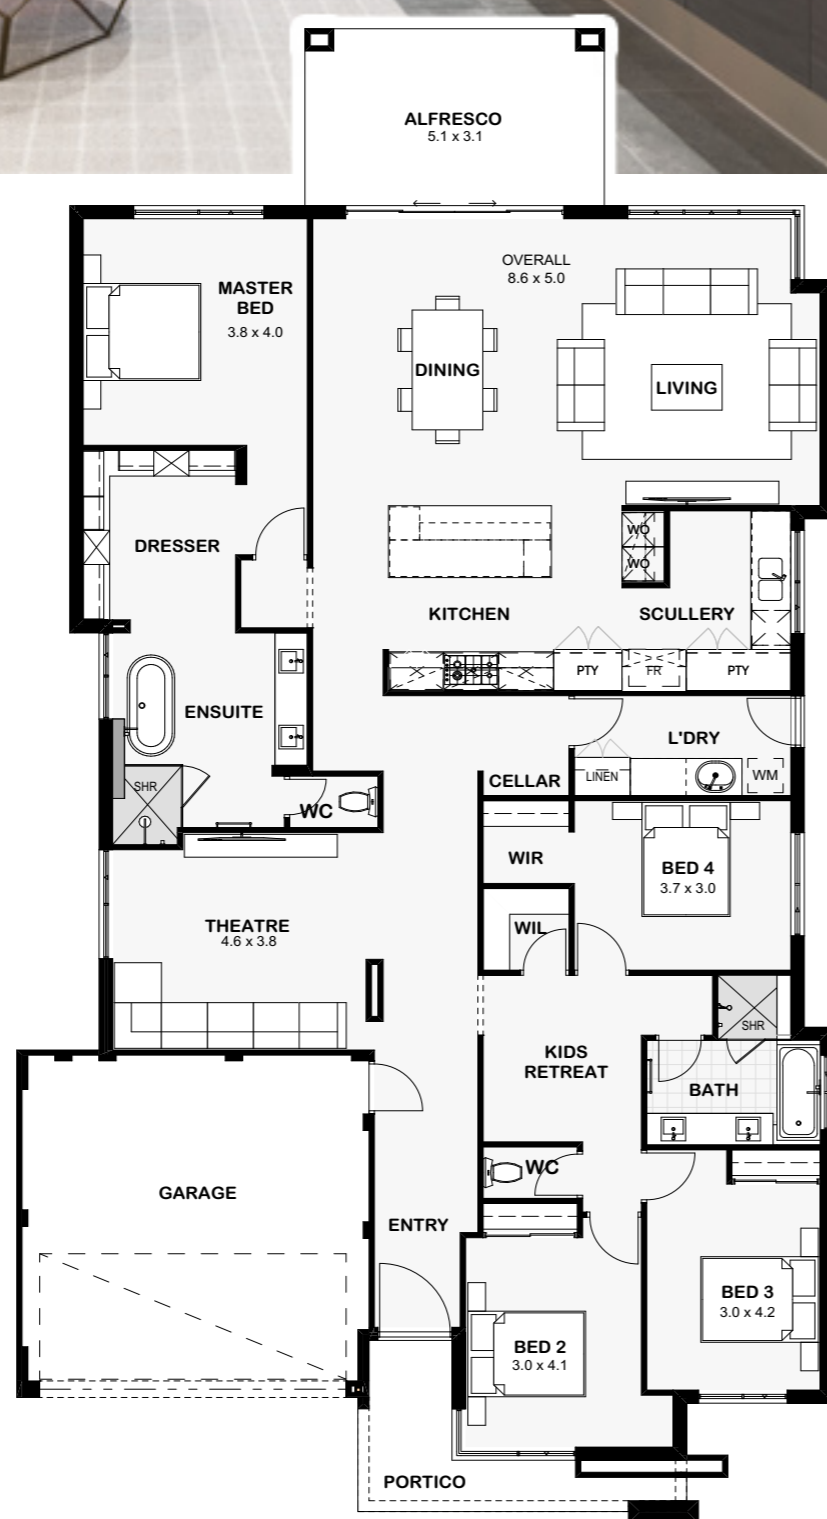 ALFRESCO
5.1 x 3.1
OVERALL
8.6 x 5.0
MASTER
BED
3.8 x 4.0
DINING
LIVING
DRESSER
WO
WO
KITCHEN
SCULLERY
PTY
FR
PTY
ENSUITE
L'DRY
SHR
CELLAR
LINEN
WM
WC
WIR
BED 4
3.7 x 3.0
THEATRE
4.6 x 3.8
WIL
SHR
KIDS
RETREAT
BATH
WC
GARAGE
ENTRY
BED 3
3.0 x 4.2
BED 2
3.0 x 4.1
PORTICO